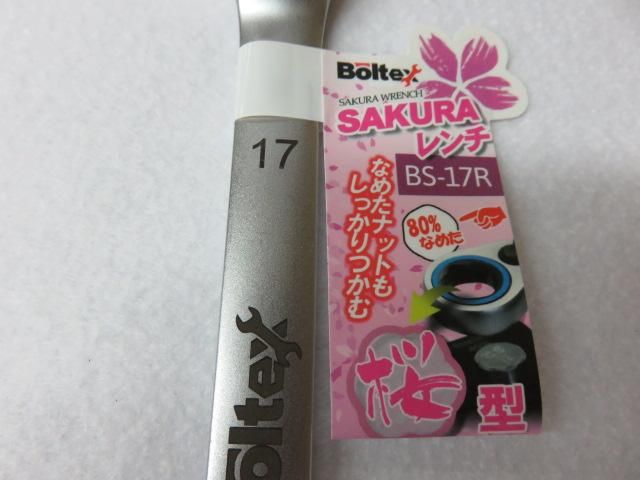 17
Boltex
Boltex
SAKURA WRENCH
SAKURA
レンチ
BS-17R
なめたナットも
しっかりつかむ
80%
なめた
桜
型